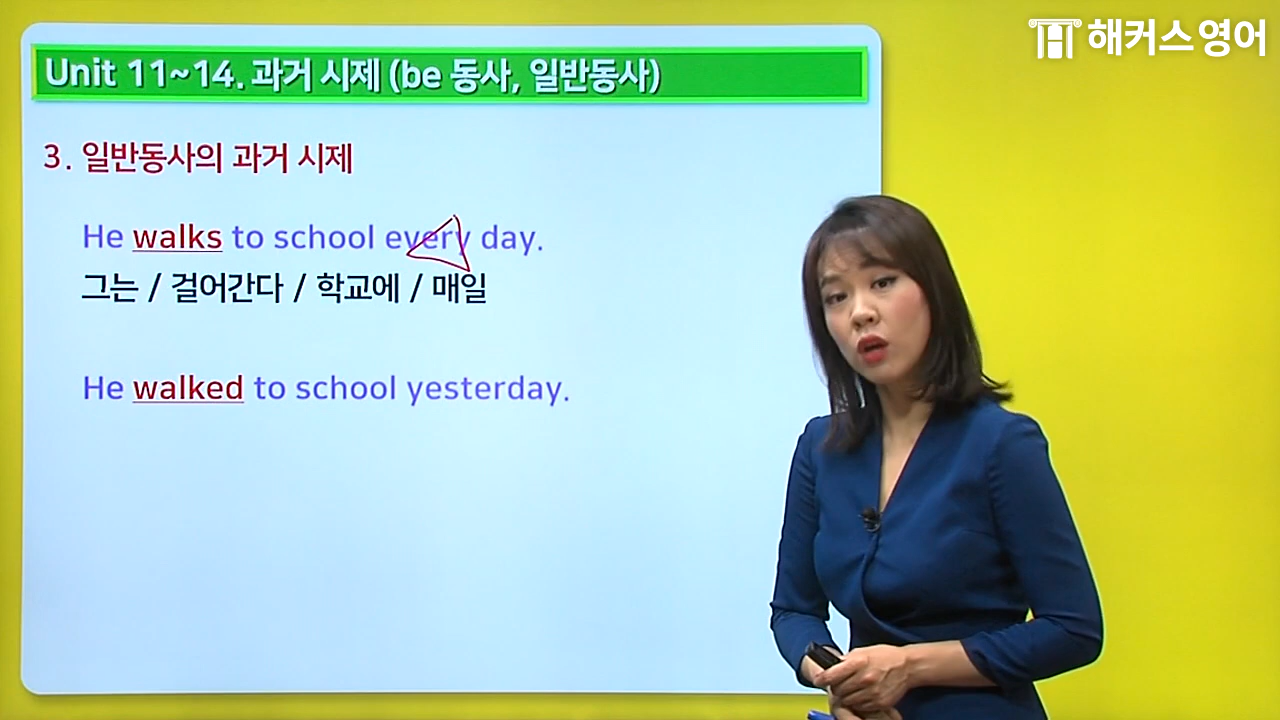 해커스 영어
Unit 11~14. 과거 시제 (be 동사, 일반동사)
3. 일반동사의 과거 시제
He walks to school every day.
그는 / 걸어간다 / 학교에 / 매일
He walked to school yesterday.